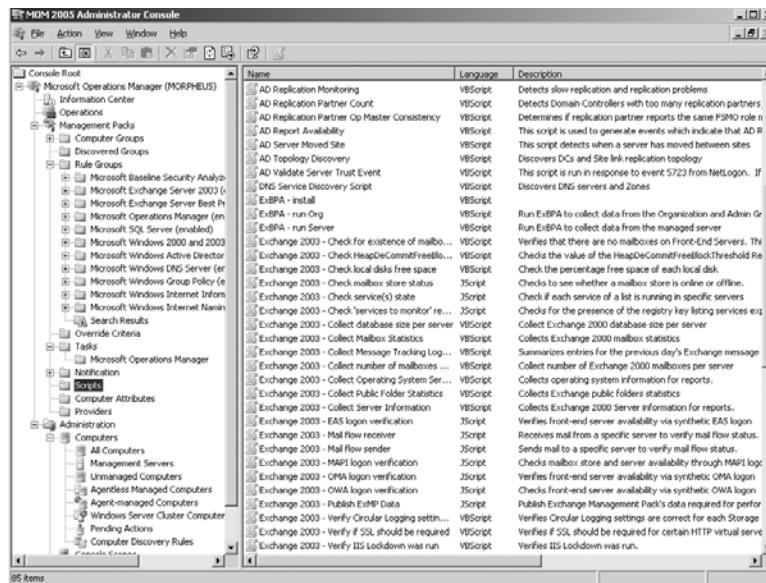 MOM 2005 Administrator Console
File Action View Window Help
Console Root
Microsoft Operations Manager (MORPHEUS)
Information Center
Operations
Management Packs
Computer Groups
Discovered Groups
Rule Groups
Microsoft Baseline Security Analyz
Microsoft Exchange Server 2003 (
Microsoft Exchange Server Best Pr
Microsoft Operations Manager (en
Microsoft SQL Server (enabled)
Microsoft Windows 2000 and 2003
Microsoft Windows Active Director
Microsoft Windows DNS Server (er
Microsoft Windows Group Policy (e
Microsoft Windows Internet Inform
Microsoft Windows Internet Namin
Search Results
Override Criteria
Tasks
Microsoft Operations Manager
Notification
Scripts
Computer Attributes
Providers
Administration
Computers
All Computers
Management Servers
Unmanaged Computers
Agentless Managed Computers
Agent-managed Computers
Windows Server Cluster Computer
Pending Actions
Computer Discovery Rules
Console Scopes
Name Language Description
AD Replication Monitoring VBScript Detects slow replication and replication problems
AD Replication Partner Count VBScript Detects Domain Controllers with too many replication partners
AD Replication Partner Op Master Consistency VBScript Determines if replication partner reports the same FSMO role
AD Report Availability VBScript This script is used to generate events which indicate that AD R
AD Server Moved Site VBScript This script detects when a server has moved between sites
AD Topology Discovery VBScript Discovers DCs and Site link replication topology
AD Validate Server Trust Event VBScript This script is run in response to event 5723 from NetLogon. If
DNS Service Discovery Script VBScript Discovers DNS servers and Zones
ExBPA - install VBScript
ExBPA - run Org VBScript Run ExBPA to collect data from the Organization and Admin Gr
ExBPA - run Server VBScript Run ExBPA to collect data from the managed server
Exchange 2003 - Check for existence of mailbo... VBScript Verifies that there are no mailboxes on Front-End Servers. Thi
Exchange 2003 - Check HeapDeCommitFreeBlo... VBScript Checks the value of the HeapDeCommitFreeBlockThreshold Re
Exchange 2003 - Check local disks free space VBScript Check the percentage free space of each local disk
Exchange 2003 - Check mailbox store status JScript Checks to see whether a mailbox store is online or offline.
Exchange 2003 - Check service(s) state JScript Check if each service of a list is running in specific servers
Exchange 2003 - Check 'services to monitor' re... JScript Checks for the presence of the registry key listing services exp
Exchange 2003 - Collect database size per server VBScript Collect Exchange 2000 database size per server
Exchange 2003 - Collect Mailbox Statistics VBScript Collects Exchange 2000 mailbox statistics
Exchange 2003 - Collect Message Tracking Log... VBScript Summarizes entries for the previous day's Exchange message
Exchange 2003 - Collect number of mailboxes ... VBScript Collect number of Exchange 2000 mailboxes per server
Exchange 2003 - Collect Operating System Ser... VBScript Collects operating system information for reports.
Exchange 2003 - Collect Public Folder Statistics VBScript Collects Exchange public folders statistics
Exchange 2003 - Collect Server Information VBScript Collects Exchange 2000 Server information for reports.
Exchange 2003 - EAS logon verification JScript Verifies front-end server availability via synthetic EAS logon
Exchange 2003 - Mail flow receiver JScript Receives mail from a specific server to verify mail flow status.
Exchange 2003 - Mail flow sender JScript Sends mail to a specific server to verify mail flow status.
Exchange 2003 - MAPI logon verification JScript Checks mailbox store and server availability through MAPI logo
Exchange 2003 - OMA logon verification JScript Verifies front-end server availability via synthetic OMA logon
Exchange 2003 - OWA logon verification JScript Checks front-end server availability via synthetic OWA logon
Exchange 2003 - Publish ExMP Data JScript Publish Exchange Management Pack's data required for perfor
Exchange 2003 - Verify Circular Logging settin... VBScript Verifies Circular Logging settings are correct for each Storage
Exchange 2003 - Verify if SSL should be required VBScript Verifies if SSL should be required for certain HTTP virtual serve
Exchange 2003 - Verify IIS Lockdown was run VBScript Verifies IIS Lockdown was run.
85 items